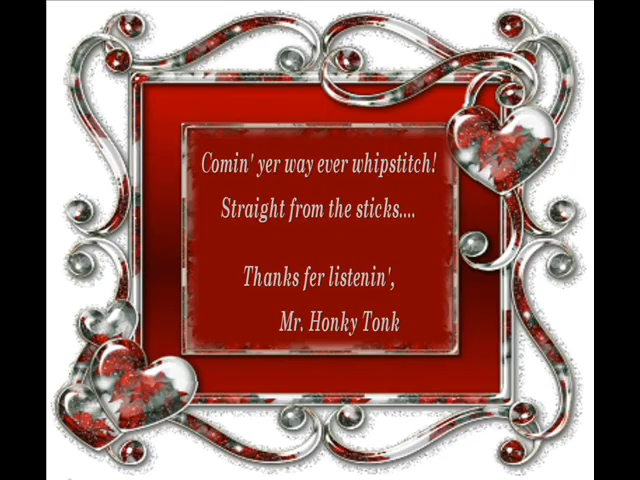 Comin' yer way ever whipstitch!
Straight from the sticks....
Thanks fer listenin',
Mr. Honky Tonk